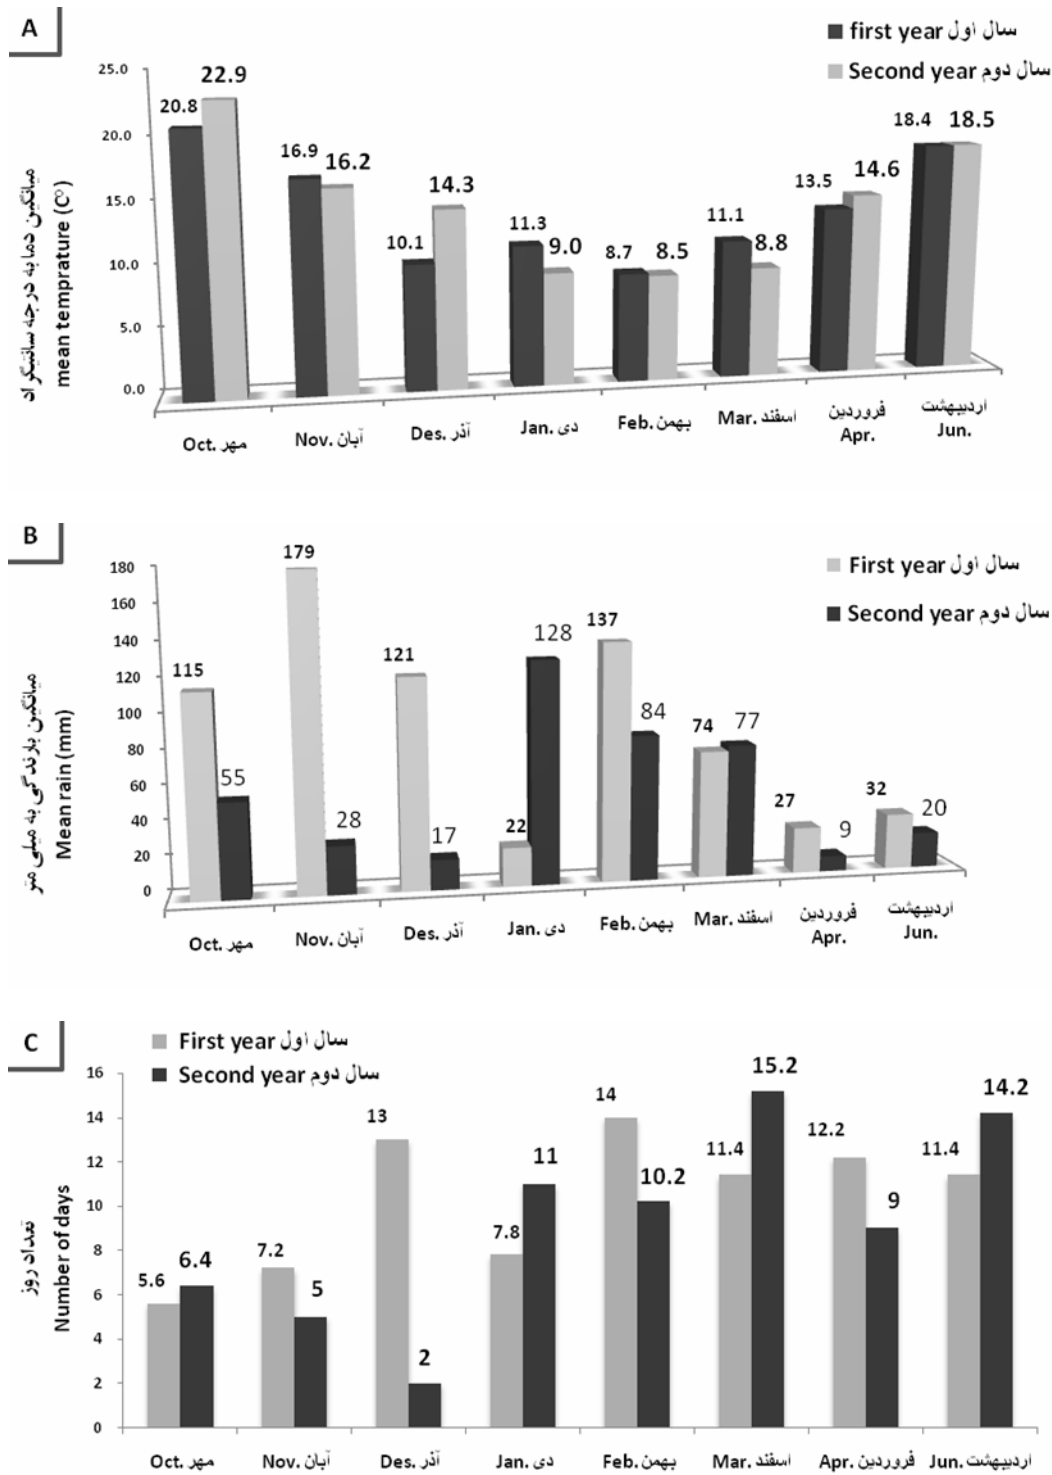 A
سال اول first year
سال دوم Second year
میانگین دما به درجه سانتیگراد
mean temprature (C°)
25.0
20.0
15.0
10.0
5.0
0.0
20.8
22.9
16.9
16.2
10.1
14.3
11.3
9.0
8.7
8.5
11.1
8.8
13.5
14.6
18.4
18.5
Oct. مهر
Nov. آبان
Des. آذر
Jan. دی
Feb. بهمن
Mar. اسفند
فروردین
Apr.
اردیبهشت
Jun.
B
First year سال اول
Second year سال دوم
میانگین بارندگی به میلی متر
Mean rain (mm)
180
160
140
120
100
80
60
40
20
0
115
55
179
28
121
17
22
128
137
84
74
77
27
9
32
20
Oct. مهر
Nov. آبان
Des. آذر
Jan. دی
Feb. بهمن
Mar. اسفند
فروردین
Apr.
اردیبهشت
Jun.
C
First year سال اول
Second year سال دوم
تعداد روز
Number of days
16
14
12
10
8
6
4
2
0
5.6
6.4
7.2
5
13
2
7.8
11
14
10.2
11.4
15.2
12.2
9
11.4
14.2
Oct. مهر
Nov. آبان
Des. آذر
Jan. دی
Feb. بهمن
Mar. اسفند
Apr. فروردین
Jun. اردیبهشت